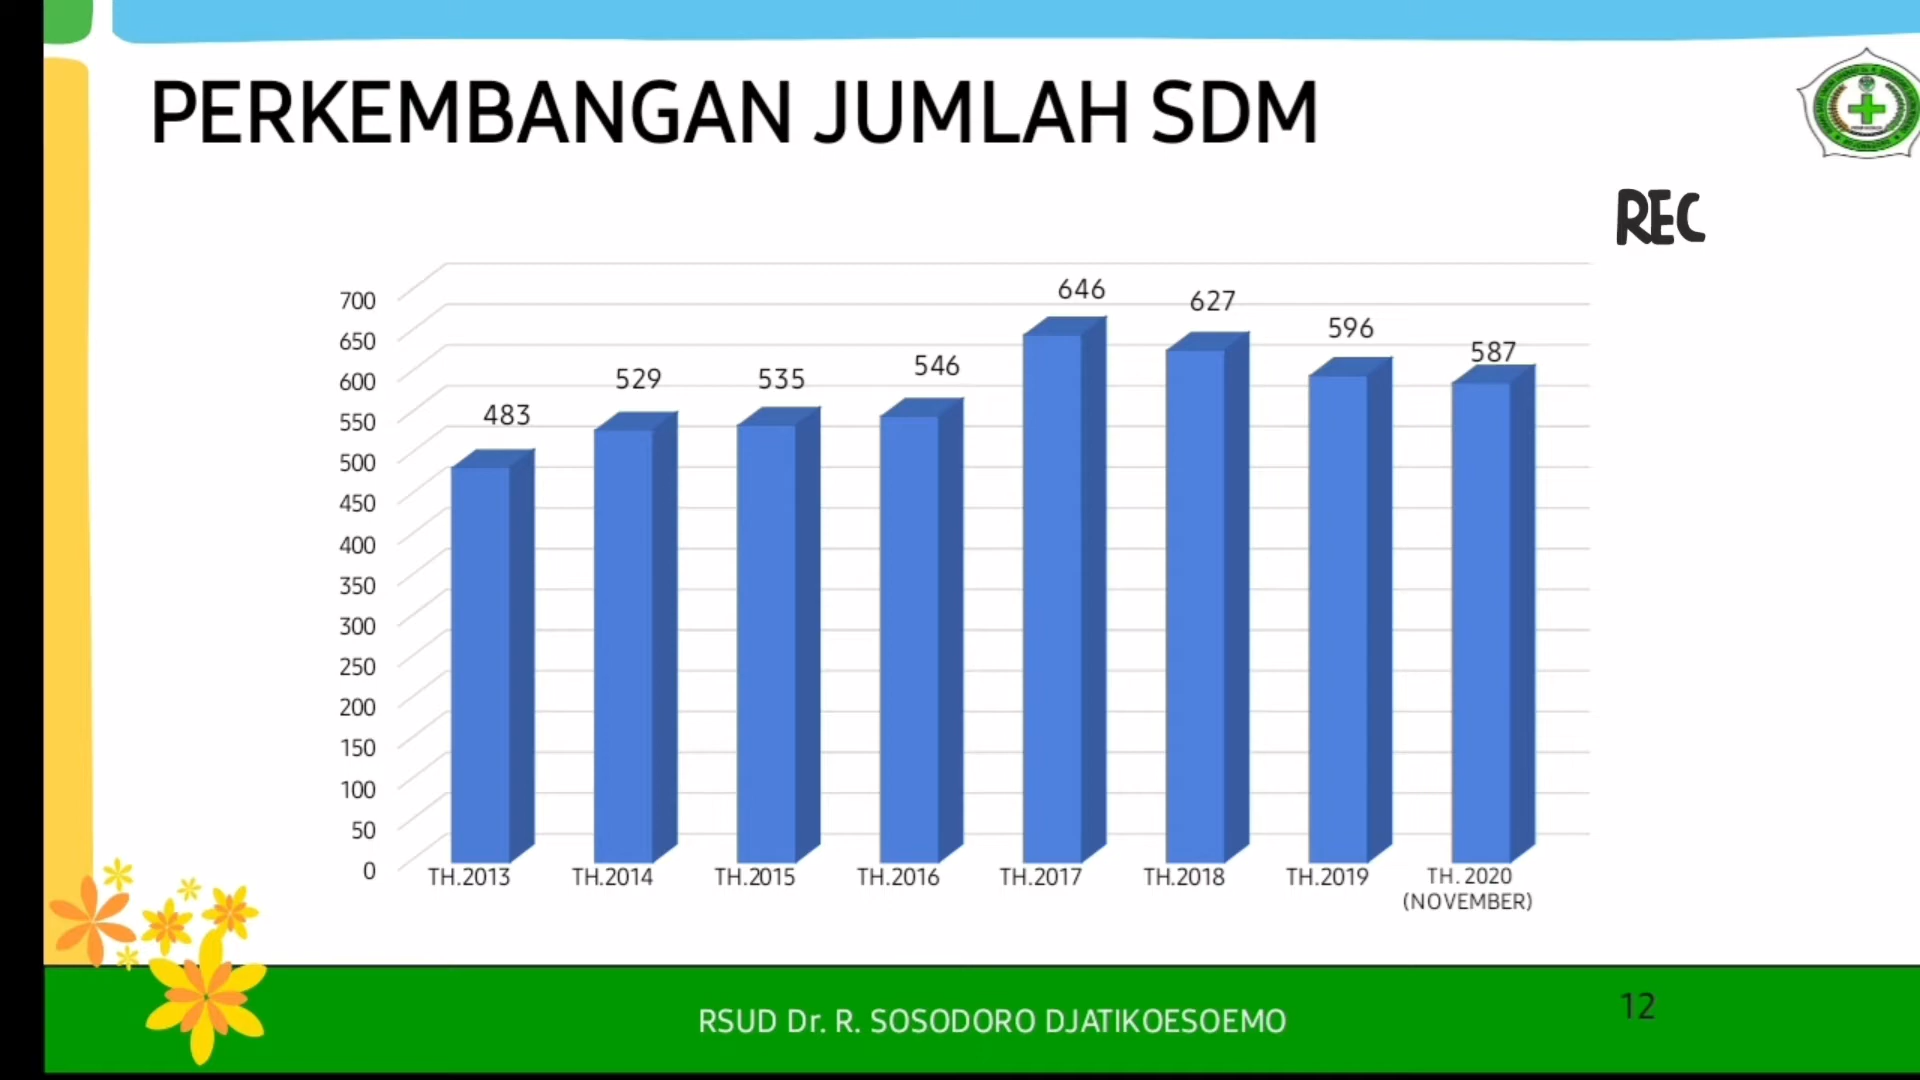 PERKEMBANGAN JUMLAH SDM
REC
700
650
600
550
500
450
400
350
300
250
200
150
100
50
0
483
529
535
546
646
627
596
587
TH.2013
TH.2014
TH.2015
TH.2016
TH.2017
TH.2018
TH.2019
TH. 2020
(NOVEMBER)
RSUD Dr. R. SOSODORO DJATIKOESOEMO
12